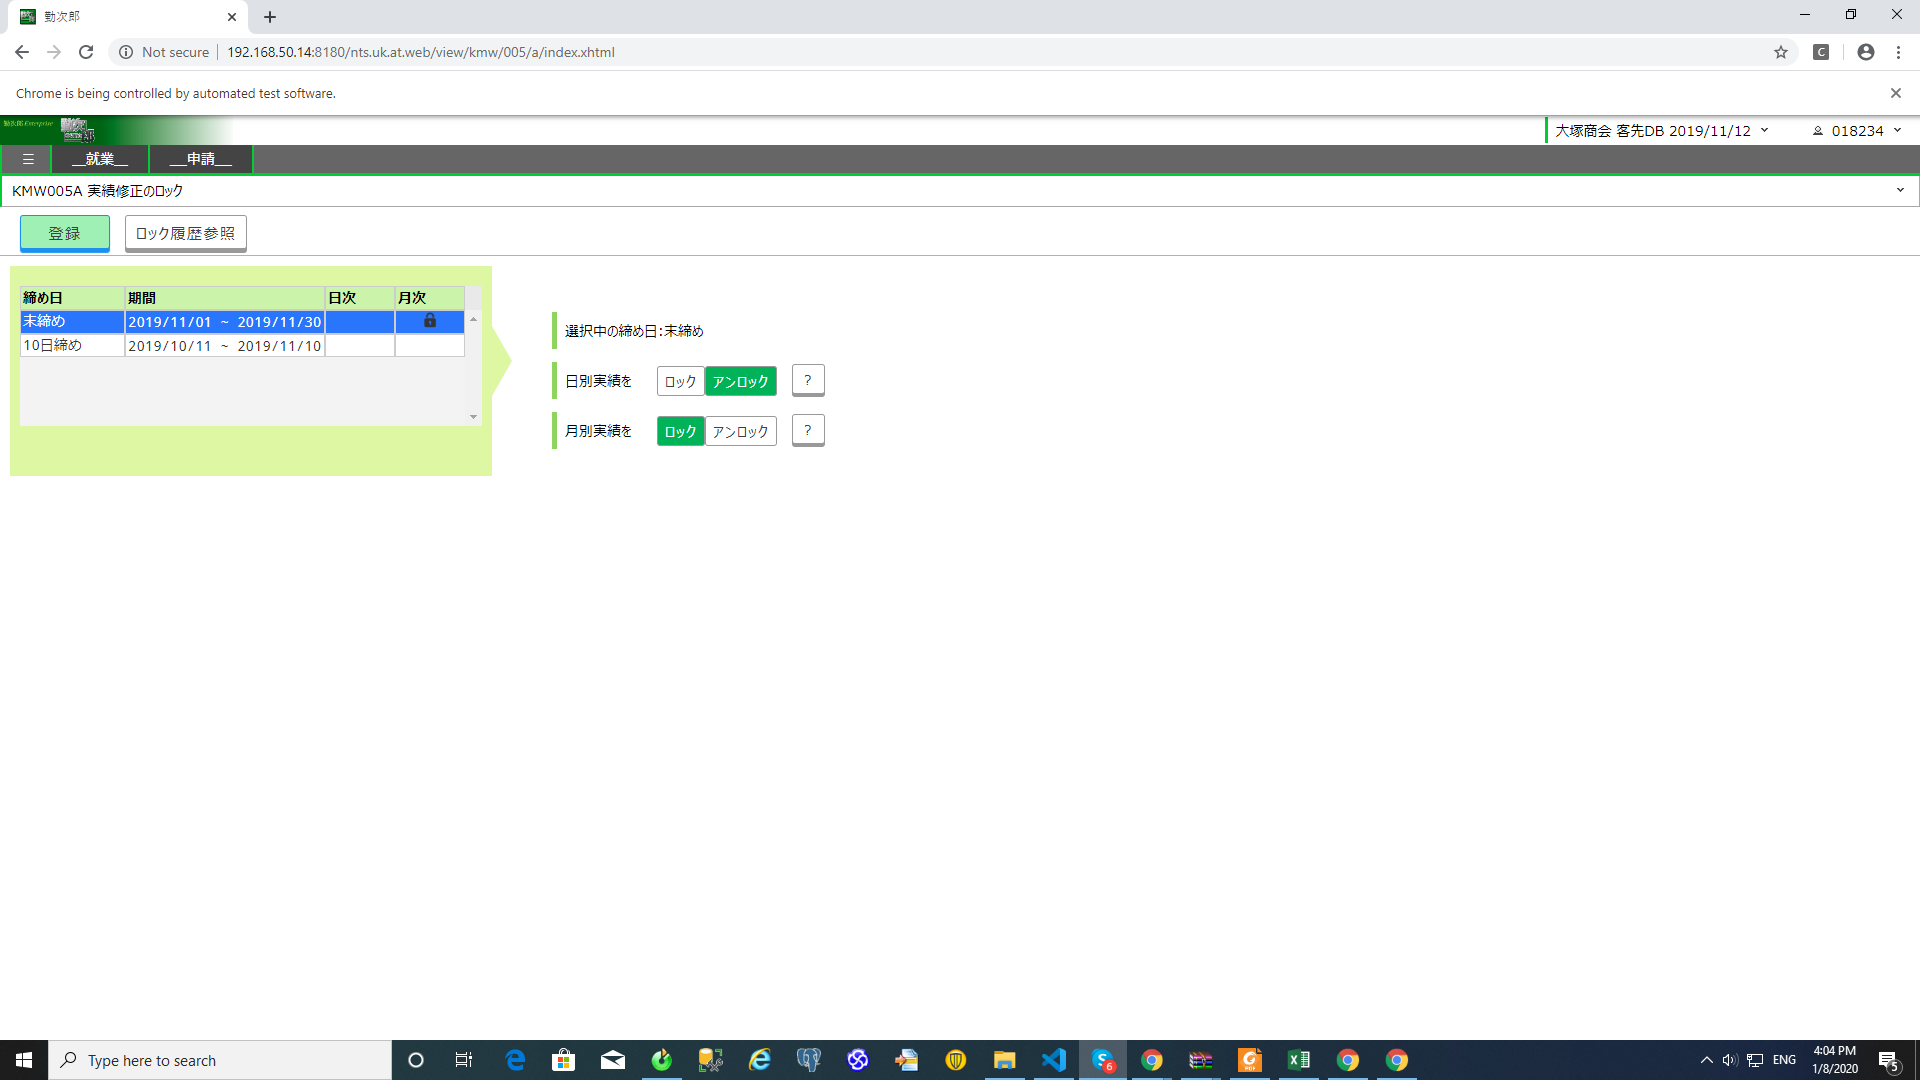 勤次郎
Not secure
192.168.50.14:8180/nts.uk.at.web/view/kmw/005/a/index.xhtml
C
Chrome is being controlled by automated test software.
勤次郎 Enterprise
大塚商会 客先DB 2019/11/12
018234
__就業__
__申請__
KMW005A 実績修正のロック
登録
ロック履歴参照
締め日 期間 日次 月次
末締め 2019/11/01 ~ 2019/11/30
10日締め 2019/10/11 ~ 2019/11/10
選択中の締め日:末締め
日別実績を ロック アンロック ?
月別実績を ロック アンロック ?
Type here to search
6
ENG
4:04 PM
1/8/2020
5